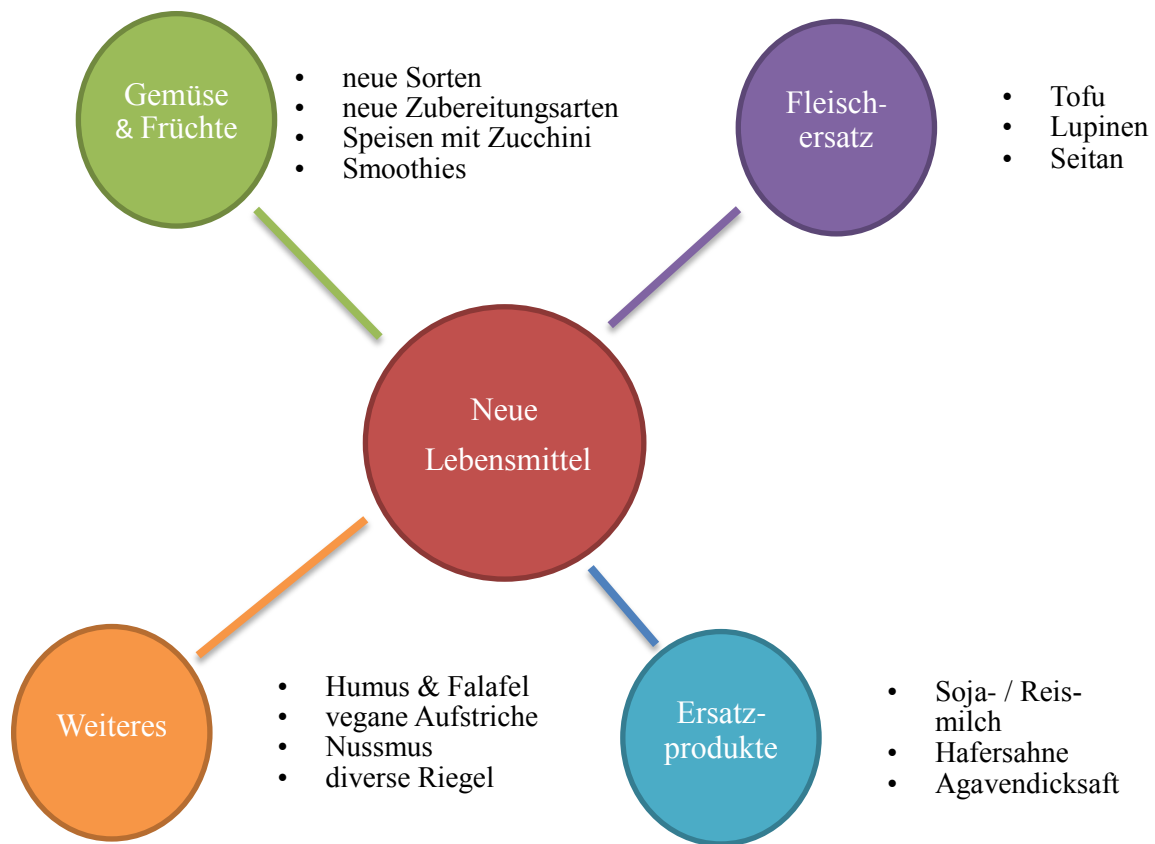 Gemüse
& Früchte
• neue Sorten
• neue Zubereitungsarten
• Speisen mit Zucchini
• Smoothies
Fleisch-
ersatz
• Tofu
• Lupinen
• Seitan
Neue
Lebensmittel
Weiteres
• Humus & Falafel
• vegane Aufstriche
• Nussmus
• diverse Riegel
Ersatz-
produkte
• Soja- / Reis-
milch
• Hafersahne
• Agavendicksaft